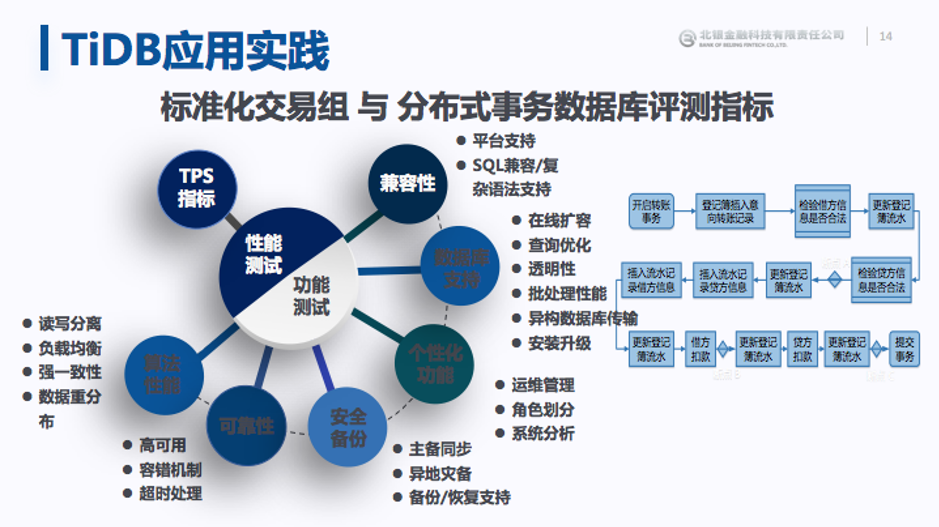 TiDB应用实践
北银金融科技有限责任公司
BANK OF BEIJING FINTECH CO.,LTD.
14
标准化交易组 与 分布式事务数据库评测指标
TPS
指标
性能
测试
功能
测试
兼容性
● 平台支持
● SQL兼容/复
杂语法支持
数据库
支持
● 在线扩容
● 查询优化
● 透明性
● 批处理性能
● 异构数据库传输
● 安装升级
个性化
功能
● 运维管理
● 角色划分
● 系统分析
安全
备份
● 主备同步
● 异地灾备
● 备份/恢复支持
可靠性
● 高可用
● 容错机制
● 超时处理
算法
性能
● 读写分离
● 负载均衡
● 强一致性
● 数据重分
布
开启转账
事务
登记簿插入意
向转账记录
检验借方信
息是否合法
更新登记
薄流水
检验贷方信
息是否合法
更新登记
薄流水
插入流水记
录贷方信息
插入流水记
录借方信息
更新登记
薄流水
借方
扣款
更新登记
薄流水
贷方
扣款
更新登记
薄流水
提交
事务